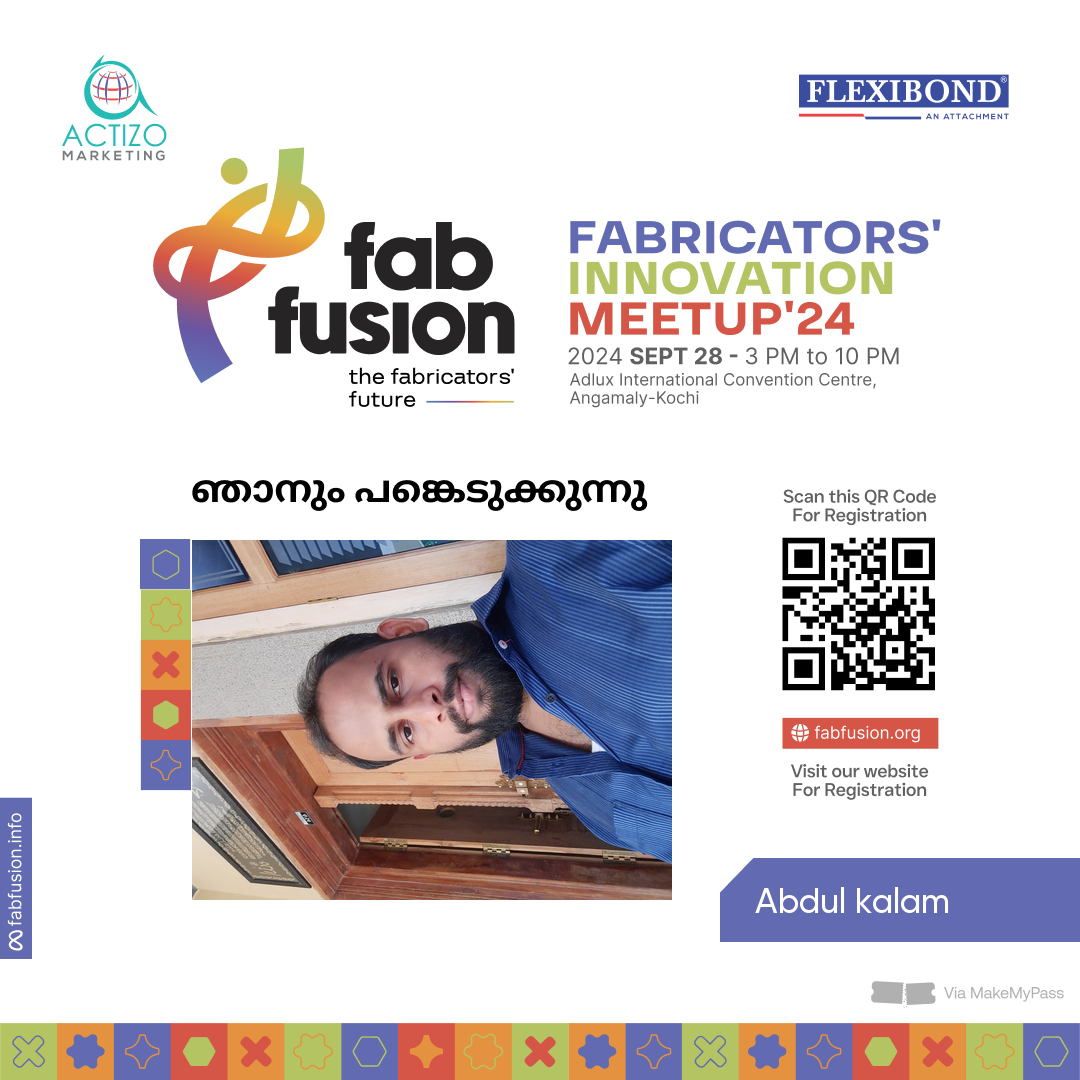 ACTIZO
MARKETING
FLEXIBOND®
AN ATTACHMENT
fab
fusion
the fabricators'
future
FABRICATORS'
INNOVATION
MEETUP'24
2024 SEPT 28 - 3 PM to 10 PM
Adlux International Convention Centre,
Angamaly-Kochi
ഞാനും പങ്കെടുക്കുന്നു
Scan this QR Code
For Registration
fabfusion.org
Visit our website
For Registration
fabfusion.info
Abdul kalam
Via MakeMyPass